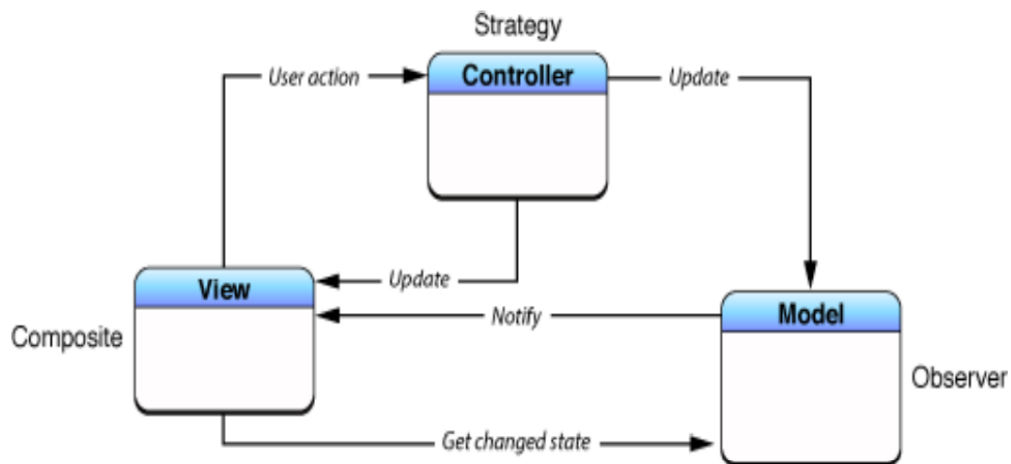 Strategy
User action
Controller
Update
Update
View
Notify
Model
Composite
Observer
Get changed state